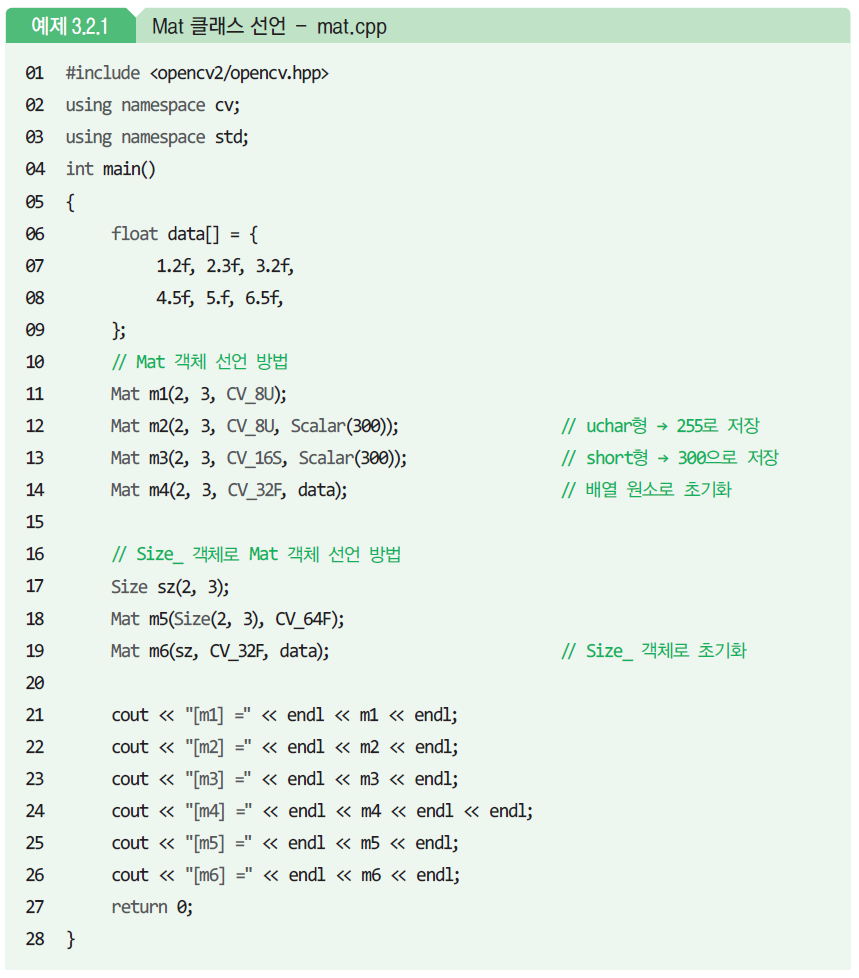 예제 3.2.1 Mat 클래스 선언 - mat.cpp
01 #include <opencv2/opencv.hpp>
02 using namespace cv;
03 using namespace std;
04 int main()
05 {
06 float data[] = {
07 1.2f, 2.3f, 3.2f,
08 4.5f, 5.f, 6.5f,
09 };
10 // Mat 객체 선언 방법
11 Mat m1(2, 3, CV_8U);
12 Mat m2(2, 3, CV_8U, Scalar(300)); // uchar형 → 255로 저장
13 Mat m3(2, 3, CV_16S, Scalar(300)); // short형 → 300으로 저장
14 Mat m4(2, 3, CV_32F, data); // 배열 원소로 초기화
15
16 // Size_ 객체로 Mat 객체 선언 방법
17 Size sz(2, 3);
18 Mat m5(Size(2, 3), CV_64F);
19 Mat m6(sz, CV_32F, data); // Size_ 객체로 초기화
20
21 cout << "[m1] =" << endl << m1 << endl;
22 cout << "[m2] =" << endl << m2 << endl;
23 cout << "[m3] =" << endl << m3 << endl;
24 cout << "[m4] =" << endl << m4 << endl << endl;
25 cout << "[m5] =" << endl << m5 << endl;
26 cout << "[m6] =" << endl << m6 << endl;
27 return 0;
28 }